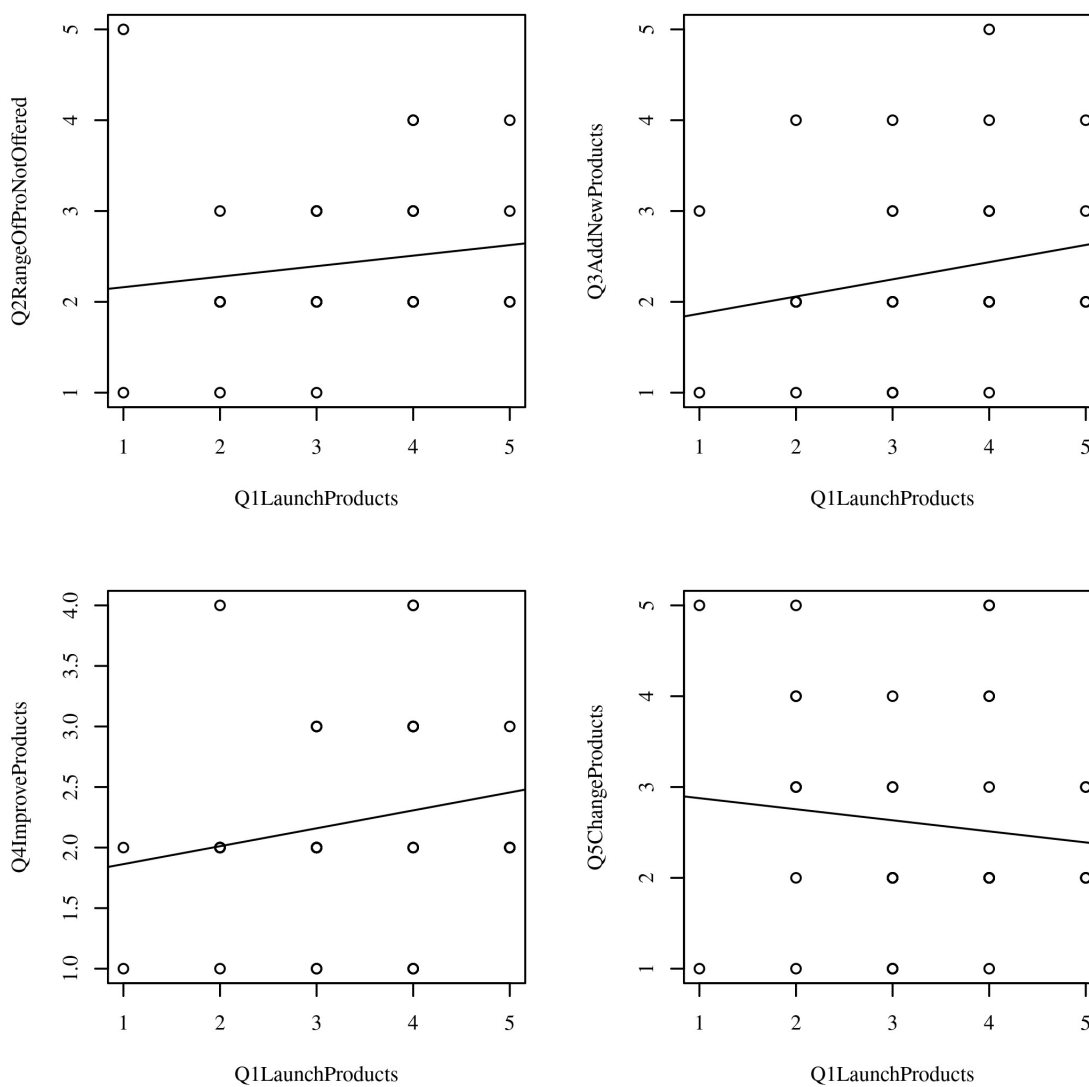 Q2RangeOfProNotOffered
5
4
3
2
1
1 2 3 4 5
Q1LaunchProducts
Q3AddNewProducts
5
4
3
2
1
1 2 3 4 5
Q1LaunchProducts
Q4ImproveProducts
4.0
3.5
3.0
2.5
2.0
1.5
1.0
1 2 3 4 5
Q1LaunchProducts
Q5ChangeProducts
5
4
3
2
1
1 2 3 4 5
Q1LaunchProducts